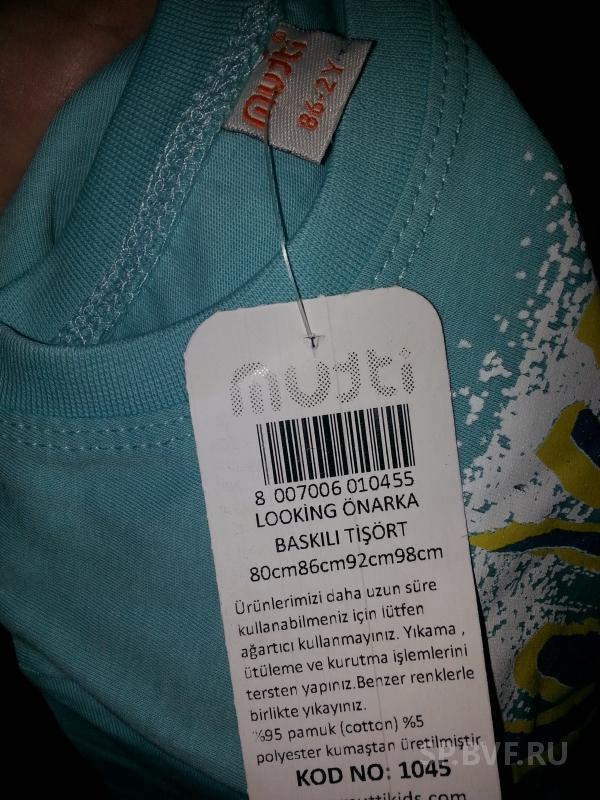 mutti
86-2Y
mutti
8 007006 010455
LOOKİNG ÖNARKA
BASKILI TİŞÖRT
80cm86cm92cm98cm
Ürünlerimizi daha uzun süre
kullanabilmeniz için lütfen
ağartıcı kullanmayınız. Yıkama ,
ütüleme ve kurutma işlemlerini
tersten yapınız.Benzer renklerle
birlikte yıkayınız.
%95 pamuk (cotton) %5
polyester kumaştan üretilmiştir
KOD NO: 1045
muttikids.com
SP.BVF.RU